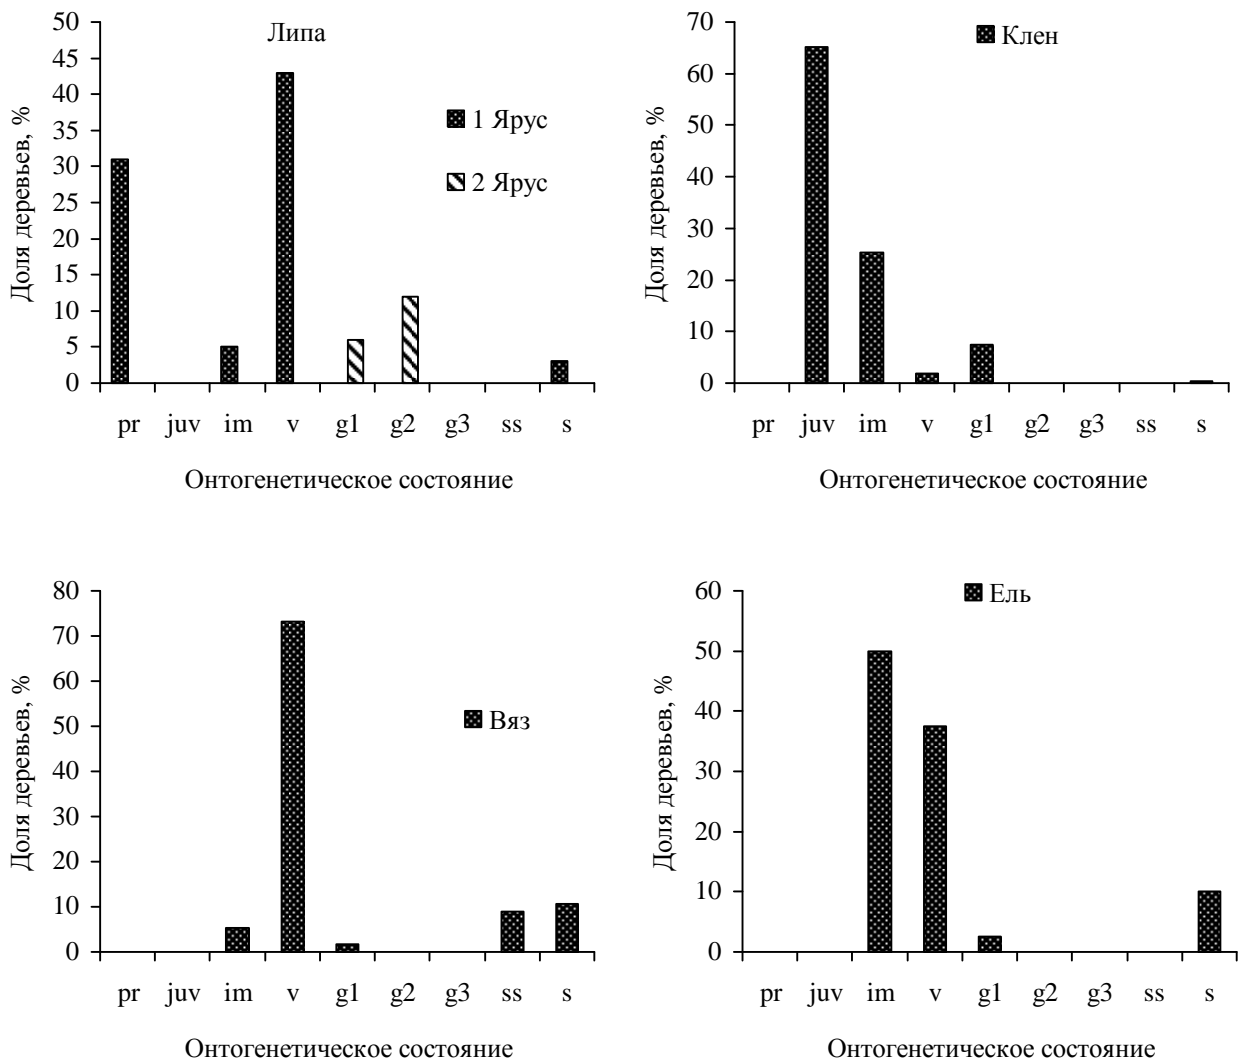 Липа
Доля деревьев, %
50
45
40
35
30
25
20
15
10
5
0
1 Ярус
2 Ярус
pr juv im v g1 g2 g3 ss s
Онтогенетическое состояние
Клен
Доля деревьев, %
70
60
50
40
30
20
10
0
pr juv im v g1 g2 g3 ss s
Онтогенетическое состояние
Вяз
Доля деревьев, %
80
70
60
50
40
30
20
10
0
pr juv im v g1 g2 g3 ss s
Онтогенетическое состояние
Ель
Доля деревьев, %
60
50
40
30
20
10
0
pr juv im v g1 g2 g3 ss s
Онтогенетическое состояние